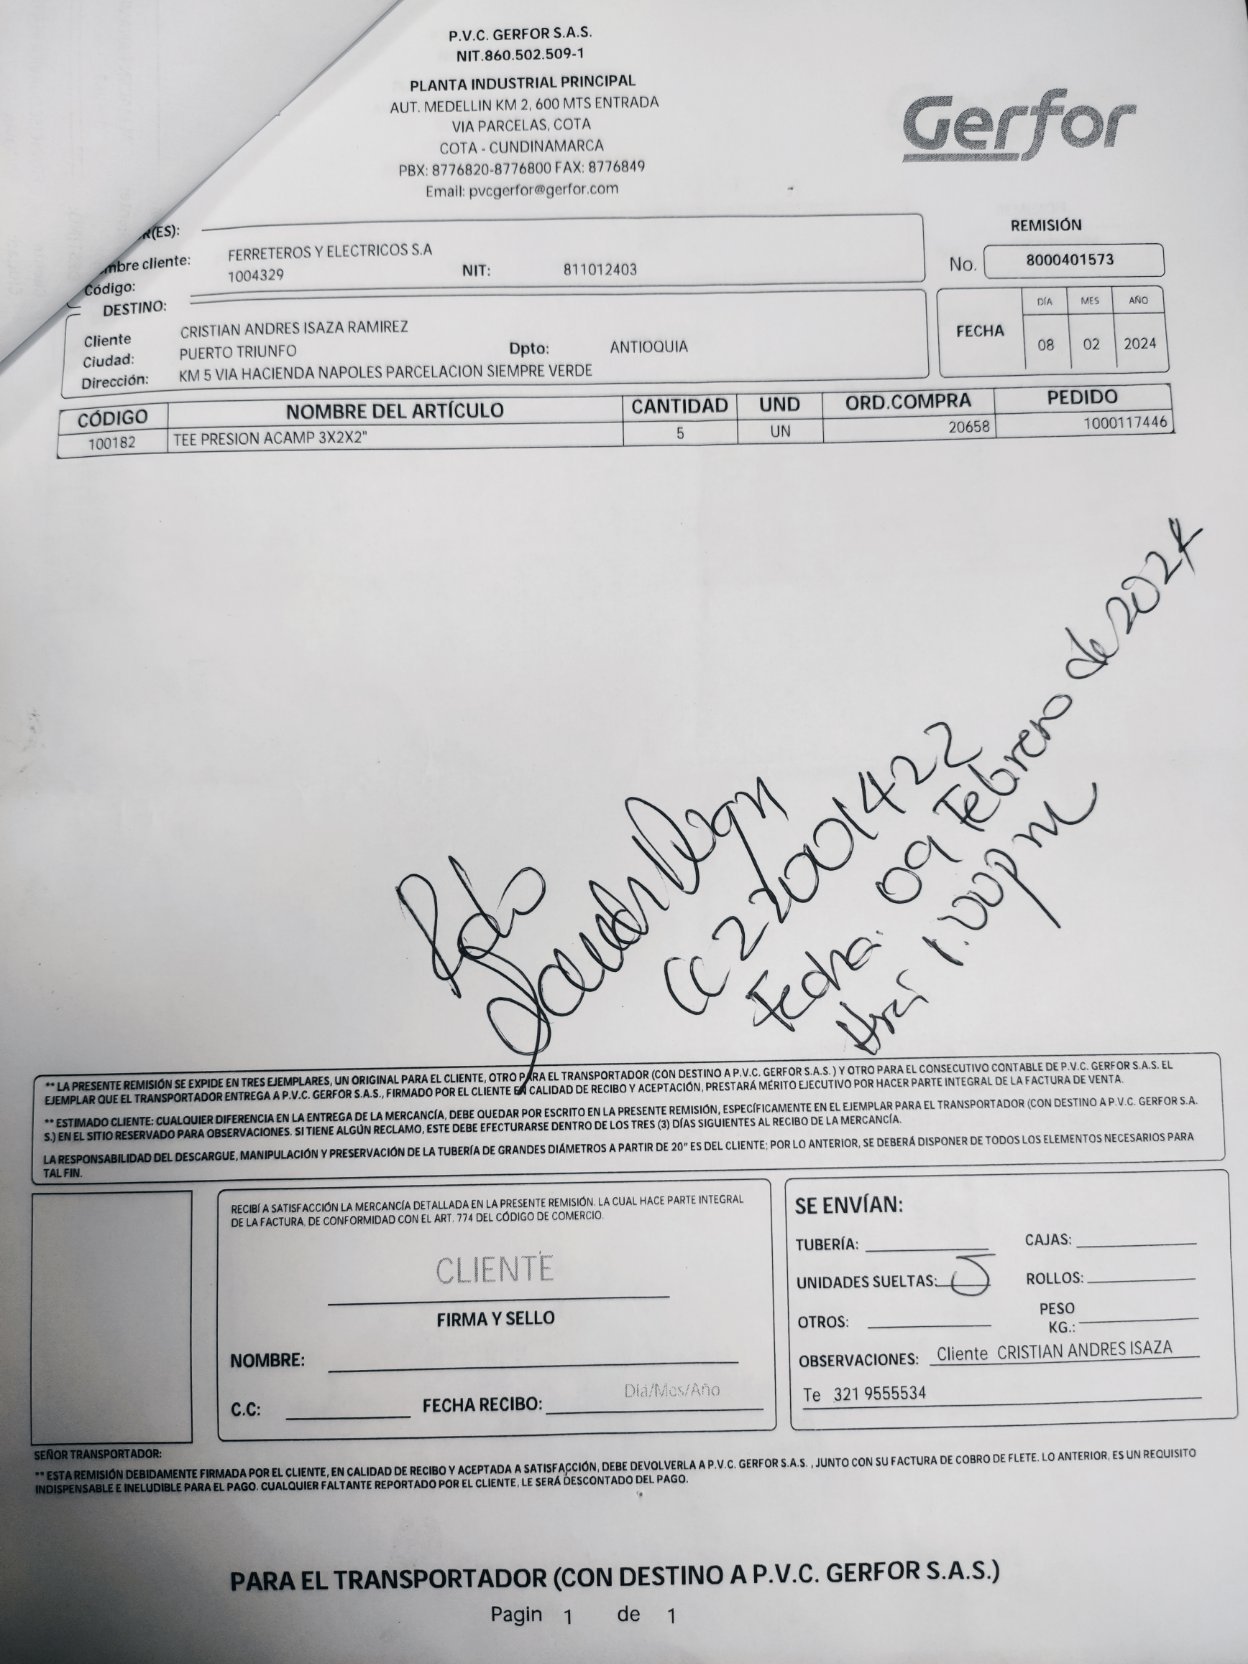 P.V.C. GERFOR S.A.S.
NIT.860.502.509-1
PLANTA INDUSTRIAL PRINCIPAL
AUT. MEDELLIN KM 2, 600 MTS ENTRADA
VIA PARCELAS, COTA
COTA - CUNDINAMARCA
PBX: 8776820-8776800 FAX: 8776849
Email: pvcgerfor@gerfor.com
Gerfor
R(ES):
mbre cliente: FERRETEROS Y ELECTRICOS S.A
Código: 1004329 NIT: 811012403
REMISIÓN
No. 8000401573
DESTINO:
Cliente CRISTIAN ANDRES ISAZA RAMIREZ
Ciudad: PUERTO TRIUNFO Dpto: ANTIOQUIA
Dirección: KM 5 VIA HACIENDA NAPOLES PARCELACION SIEMPRE VERDE
FECHA DÍA MES AÑO
08 02 2024
CÓDIGO NOMBRE DEL ARTÍCULO CANTIDAD UND ORD.COMPRA PEDIDO
100182 TEE PRESION ACAMP 3X2X2" 5 UN 20658 1000117446
CC 22001422
Fecha: 09 Febrero de 2024
Hra: 1:00pm
** LA PRESENTE REMISIÓN SE EXPIDE EN TRES EJEMPLARES, UN ORIGINAL PARA EL CLIENTE, OTRO PARA EL TRANSPORTADOR (CON DESTINO A P.V.C. GERFOR S.A.S. ) Y OTRO PARA EL CONSECUTIVO CONTABLE DE P.V.C. GERFOR S.A.S. EL
EJEMPLAR QUE EL TRANSPORTADOR ENTREGA A P.V.C. GERFOR S.A.S., FIRMADO POR EL CLIENTE EN CALIDAD DE RECIBO Y ACEPTACIÓN, PRESTARÁ MÉRITO EJECUTIVO POR HACER PARTE INTEGRAL DE LA FACTURA DE VENTA.
** ESTIMADO CLIENTE: CUALQUIER DIFERENCIA EN LA ENTREGA DE LA MERCANCÍA, DEBE QUEDAR POR ESCRITO EN LA PRESENTE REMISIÓN, ESPECÍFICAMENTE EN EL EJEMPLAR PARA EL TRANSPORTADOR (CON DESTINO A P.V.C. GERFOR S.A.
S.) EN EL SITIO RESERVADO PARA OBSERVACIONES. SI TIENE ALGÚN RECLAMO, ESTE DEBE EFECTURARSE DENTRO DE LOS TRES (3) DÍAS SIGUIENTES AL RECIBO DE LA MERCANCÍA.
LA RESPONSABILIDAD DEL DESCARGUE, MANIPULACIÓN Y PRESERVACIÓN DE LA TUBERÍA DE GRANDES DIÁMETROS A PARTIR DE 20" ES DEL CLIENTE; POR LO ANTERIOR, SE DEBERÁ DISPONER DE TODOS LOS ELEMENTOS NECESARIOS PARA
TAL FIN.
RECIBÍ A SATISFACCIÓN LA MERCANCÍA DETALLADA EN LA PRESENTE REMISIÓN. LA CUAL HACE PARTE INTEGRAL
DE LA FACTURA, DE CONFORMIDAD CON EL ART. 774 DEL CÓDIGO DE COMERCIO.
CLIENTE
FIRMA Y SELLO
NOMBRE:
C.C: FECHA RECIBO: Día/Mes/Año
SE ENVÍAN:
TUBERÍA: CAJAS:
UNIDADES SUELTAS: 5 ROLLOS:
OTROS: PESO KG.:
OBSERVACIONES: Cliente CRISTIAN ANDRES ISAZA
Te 321 9555534
SEÑOR TRANSPORTADOR:
** ESTA REMISIÓN DEBIDAMENTE FIRMADA POR EL CLIENTE, EN CALIDAD DE RECIBO Y ACEPTADA A SATISFACCIÓN, DEBE DEVOLVERLA A P.V.C. GERFOR S.A.S. , JUNTO CON SU FACTURA DE COBRO DE FLETE. LO ANTERIOR, ES UN REQUISITO
INDISPENSABLE E INELUDIBLE PARA EL PAGO. CUALQUIER FALTANTE REPORTADO POR EL CLIENTE, LE SERÁ DESCONTADO DEL PAGO.
PARA EL TRANSPORTADOR (CON DESTINO A P.V.C. GERFOR S.A.S.)
Pagin 1 de 1